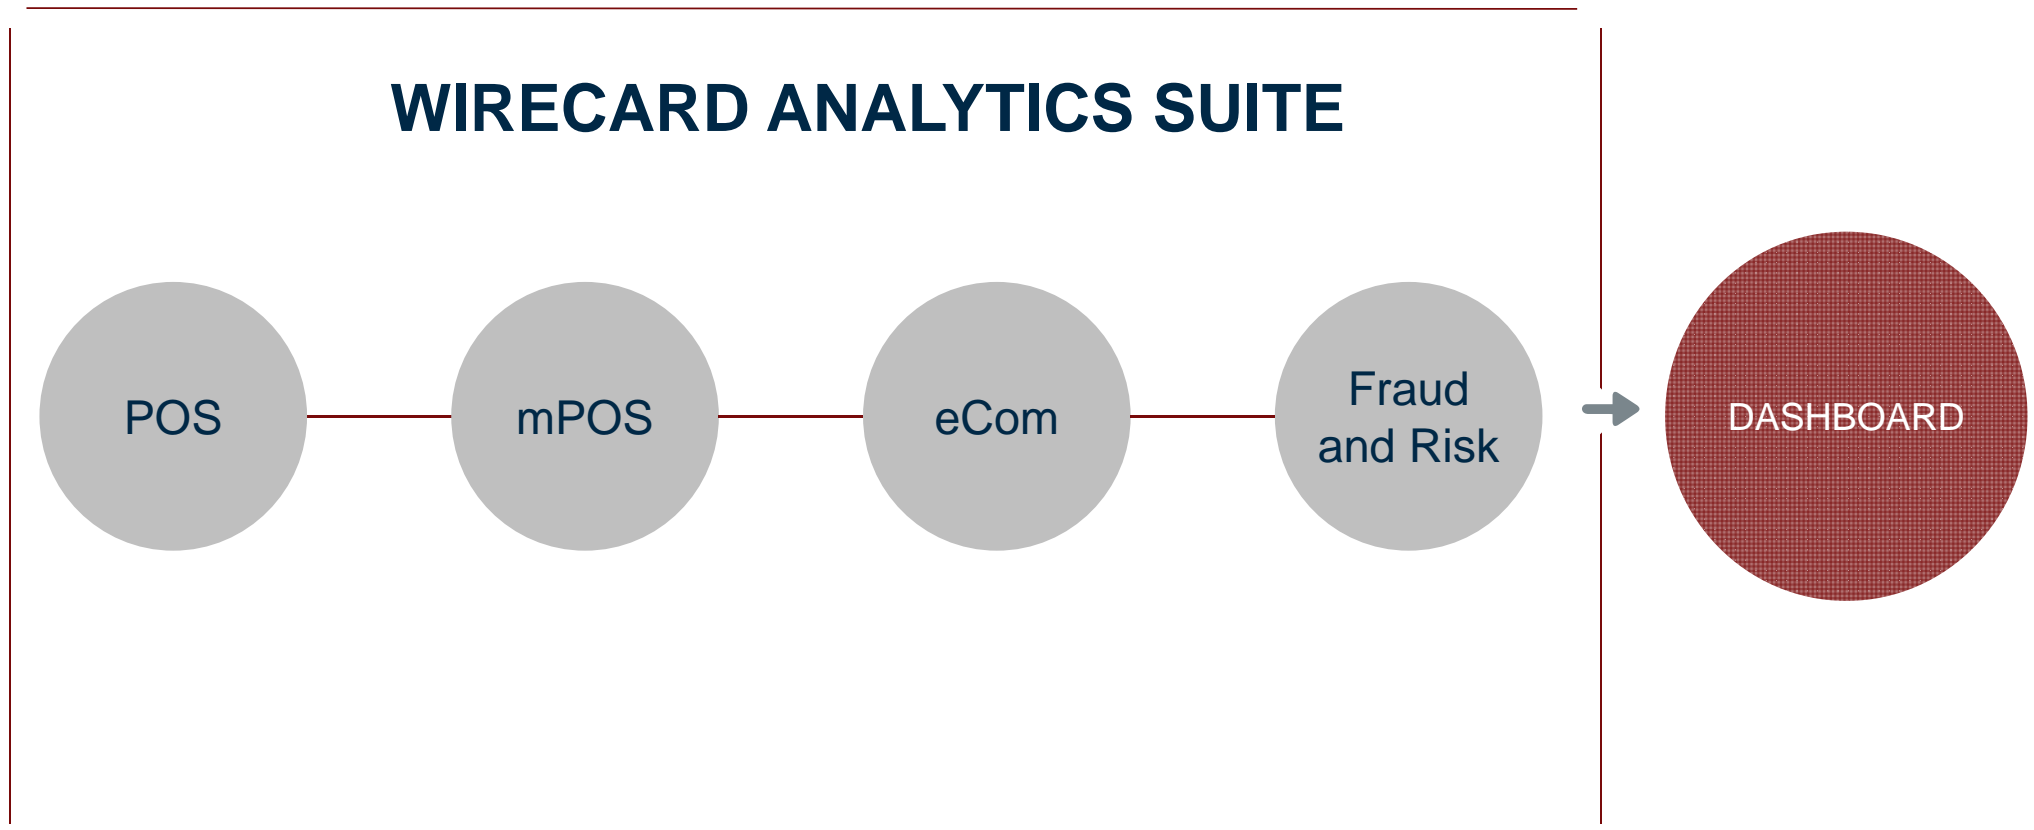 WIRECARD ANALYTICS SUITE
POS
mPOS
eCom
Fraud
and Risk
DASHBOARD